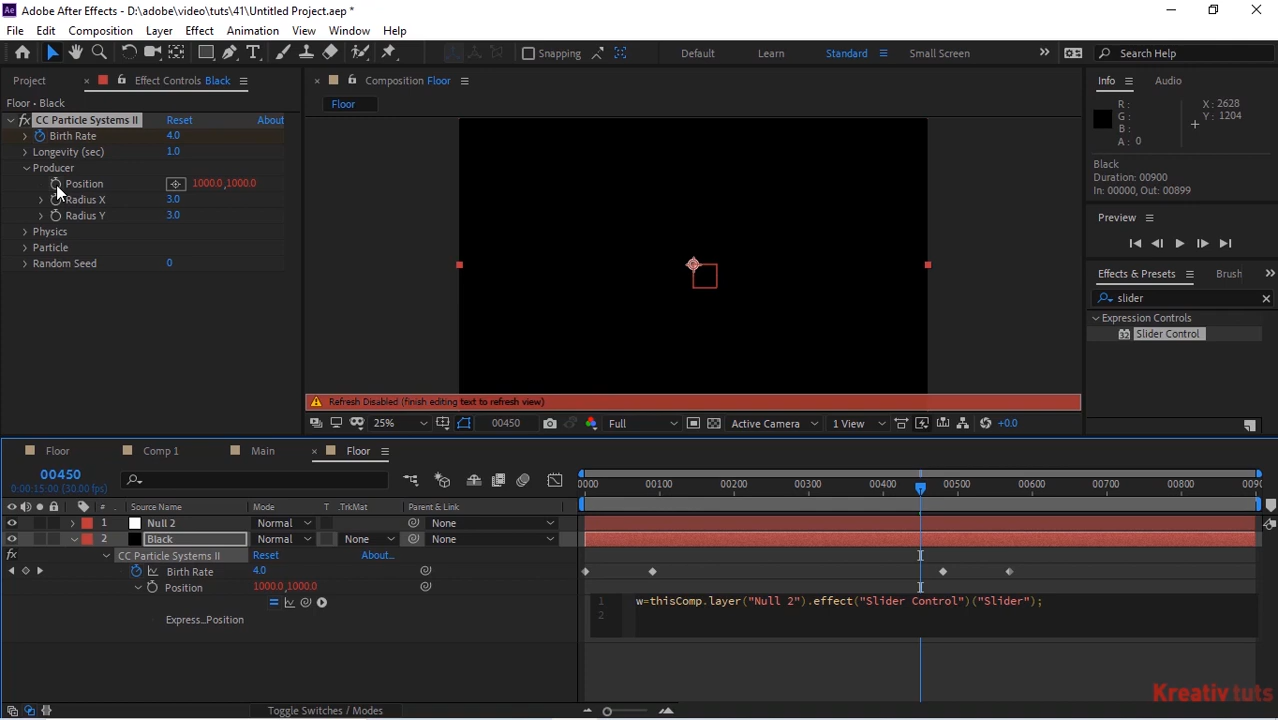 Adobe After Effects - D:\adobe\video\tuts\41\Untitled Project.aep *
File Edit Composition Layer Effect Animation View Window Help
Snapping Default Learn Standard Small Screen Search Help
Project Effect Controls Black
Floor • Black
CC Particle Systems II Reset About
Birth Rate 4.0
Longevity (sec) 1.0
Producer
Position 1000.0,1000.0
Radius X 3.0
Radius Y 3.0
Physics
Particle
Random Seed 0
Composition Floor
Floor
Refresh Disabled (finish editing text to refresh view)
25% 00450 Full Active Camera 1 View +0.0
Info Audio
R : X : 2628
G : Y : 1204
B :
A : 0
Black
Duration: 00900
In: 00000, Out: 00899
Preview
Effects & Presets Brush
slider
Expression Controls
32 Slider Control
Floor Comp 1 Main Floor
00450
0:00:15:00 (30.00 fps)
0000 00100 00200 00300 00400 00500 00600 00700 00800 0090
# Source Name Mode T .TrkMat Parent & Link
1 Null 2 Normal None
2 Black Normal None None
fx CC Particle Systems II Reset About...
Birth Rate 4.0
Position 1000.0,1000.0
1 w=thisComp.layer("Null 2").effect("Slider Control")("Slider");
2
Express...Position
Toggle Switches / Modes
Kreativ tuts